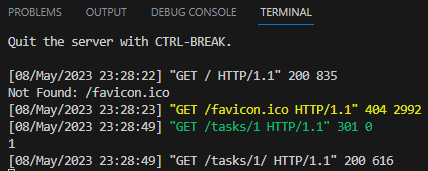 PROBLEMS OUTPUT DEBUG CONSOLE TERMINAL
Quit the server with CTRL-BREAK.
[08/May/2023 23:28:22] "GET / HTTP/1.1" 200 835
Not Found: /favicon.ico
[08/May/2023 23:28:23] "GET /favicon.ico HTTP/1.1" 404 2992
[08/May/2023 23:28:49] "GET /tasks/1 HTTP/1.1" 301 0
1
[08/May/2023 23:28:49] "GET /tasks/1/ HTTP/1.1" 200 616